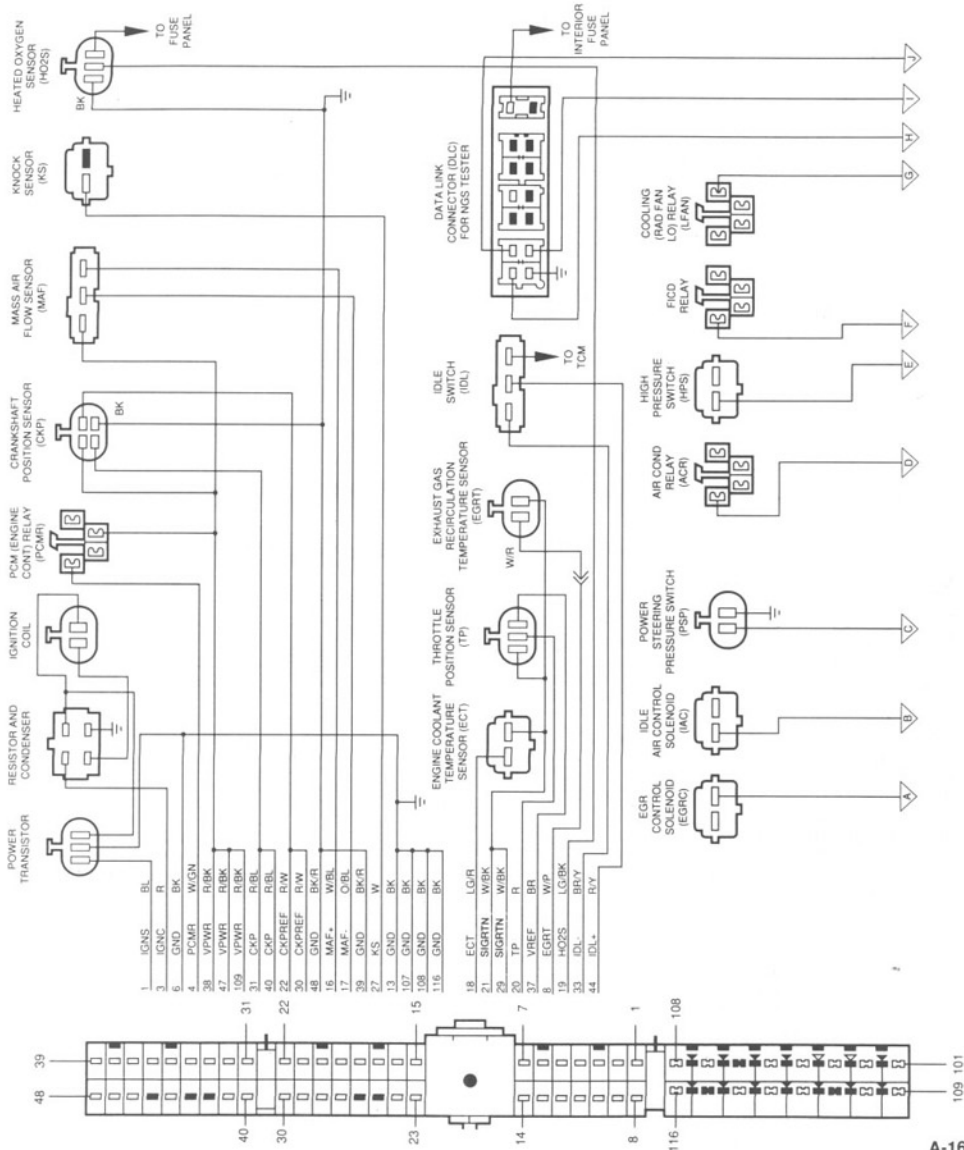 POWER
TRANSISTOR
RESISTOR AND
CONDENSER
IGNITION
COIL
PCM (ENGINE
CONT) RELAY
(PCMR)
CRANKSHAFT
POSITION SENSOR
(CKP)
MASS AIR
FLOW SENSOR
(MAF)
KNOCK
SENSOR
(KS)
HEATED OXYGEN
SENSOR
(HO2S)
BK
BK
TO
FUSE
PANEL
1 IGNS BL
3 IGNC R
6 GND BK
4 PCMR W/GN
38 VPWR R/BK
47 VPWR R/BK
109 VPWR R/BK
31 CKP R/BL
40 CKP R/BL
22 CKPREF R/W
30 CKPREF R/W
48 GND BK/R
16 MAF+ W/BL
17 MAF- O/BL
39 GND BK/R
27 KS W
13 GND BK
107 GND BK
108 GND BK
116 GND BK
ENGINE COOLANT
TEMPERATURE
SENSOR (ECT)
THROTTLE
POSITION SENSOR
(TP)
EXHAUST GAS
RECIRCULATION
TEMPERATURE SENSOR
(EGRT)
W/R
IDLE
SWITCH
(IDL)
TO
TCM
DATA LINK
CONNECTOR (DLC)
FOR NGS TESTER
TO
INTERIOR
FUSE
PANEL
18 ECT LG/R
21 SIGRTN W/BK
29 SIGRTN W/BK
20 TP R
37 VREF BR
8 EGRT W/P
19 HO2S LG/BK
33 IDL- BR/Y
44 IDL+ R/Y
EGR
CONTROL
SOLENOID
(EGRC)
IDLE
AIR CONTROL
SOLENOID
(IAC)
POWER
STEERING
PRESSURE SWITCH
(PSP)
AIR COND
RELAY
(ACR)
HIGH
PRESSURE
SWITCH
(HPS)
FICD
RELAY
COOLING
(RAD FAN
LO) RELAY
(LFAN)
A
B
C
D
E
F
G
H
I
J
48
39
40
31
30
22
23
15
14
7
8
1
116
108
109
101
A-16